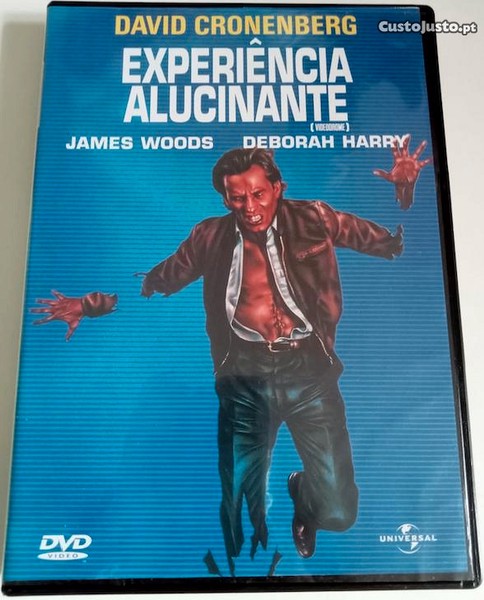 CustoJusto.pt
DAVID CRONENBERG
EXPERIÊNCIA
ALUCINANTE
(VIDEODROME)
JAMES WOODS DEBORAH HARRY
DVD
VIDEO
UNIVERSAL